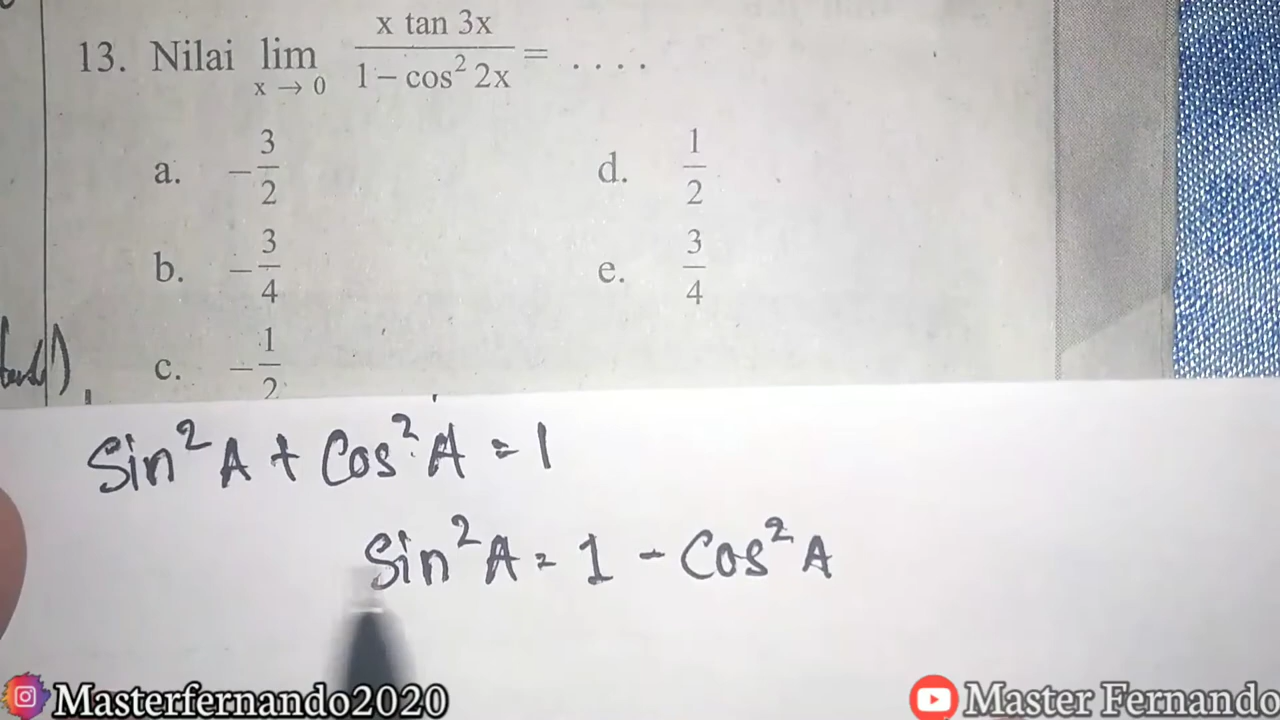 13. Nilai lim x → 0 x tan 3x / 1 – cos² 2x = . . . .
a. –3/2
d. 1/2
b. –3/4
e. 3/4
c. –1/2
Sin² A + Cos² A = 1
Sin² A = 1 - Cos² A
Masterfernando2020
Master Fernando